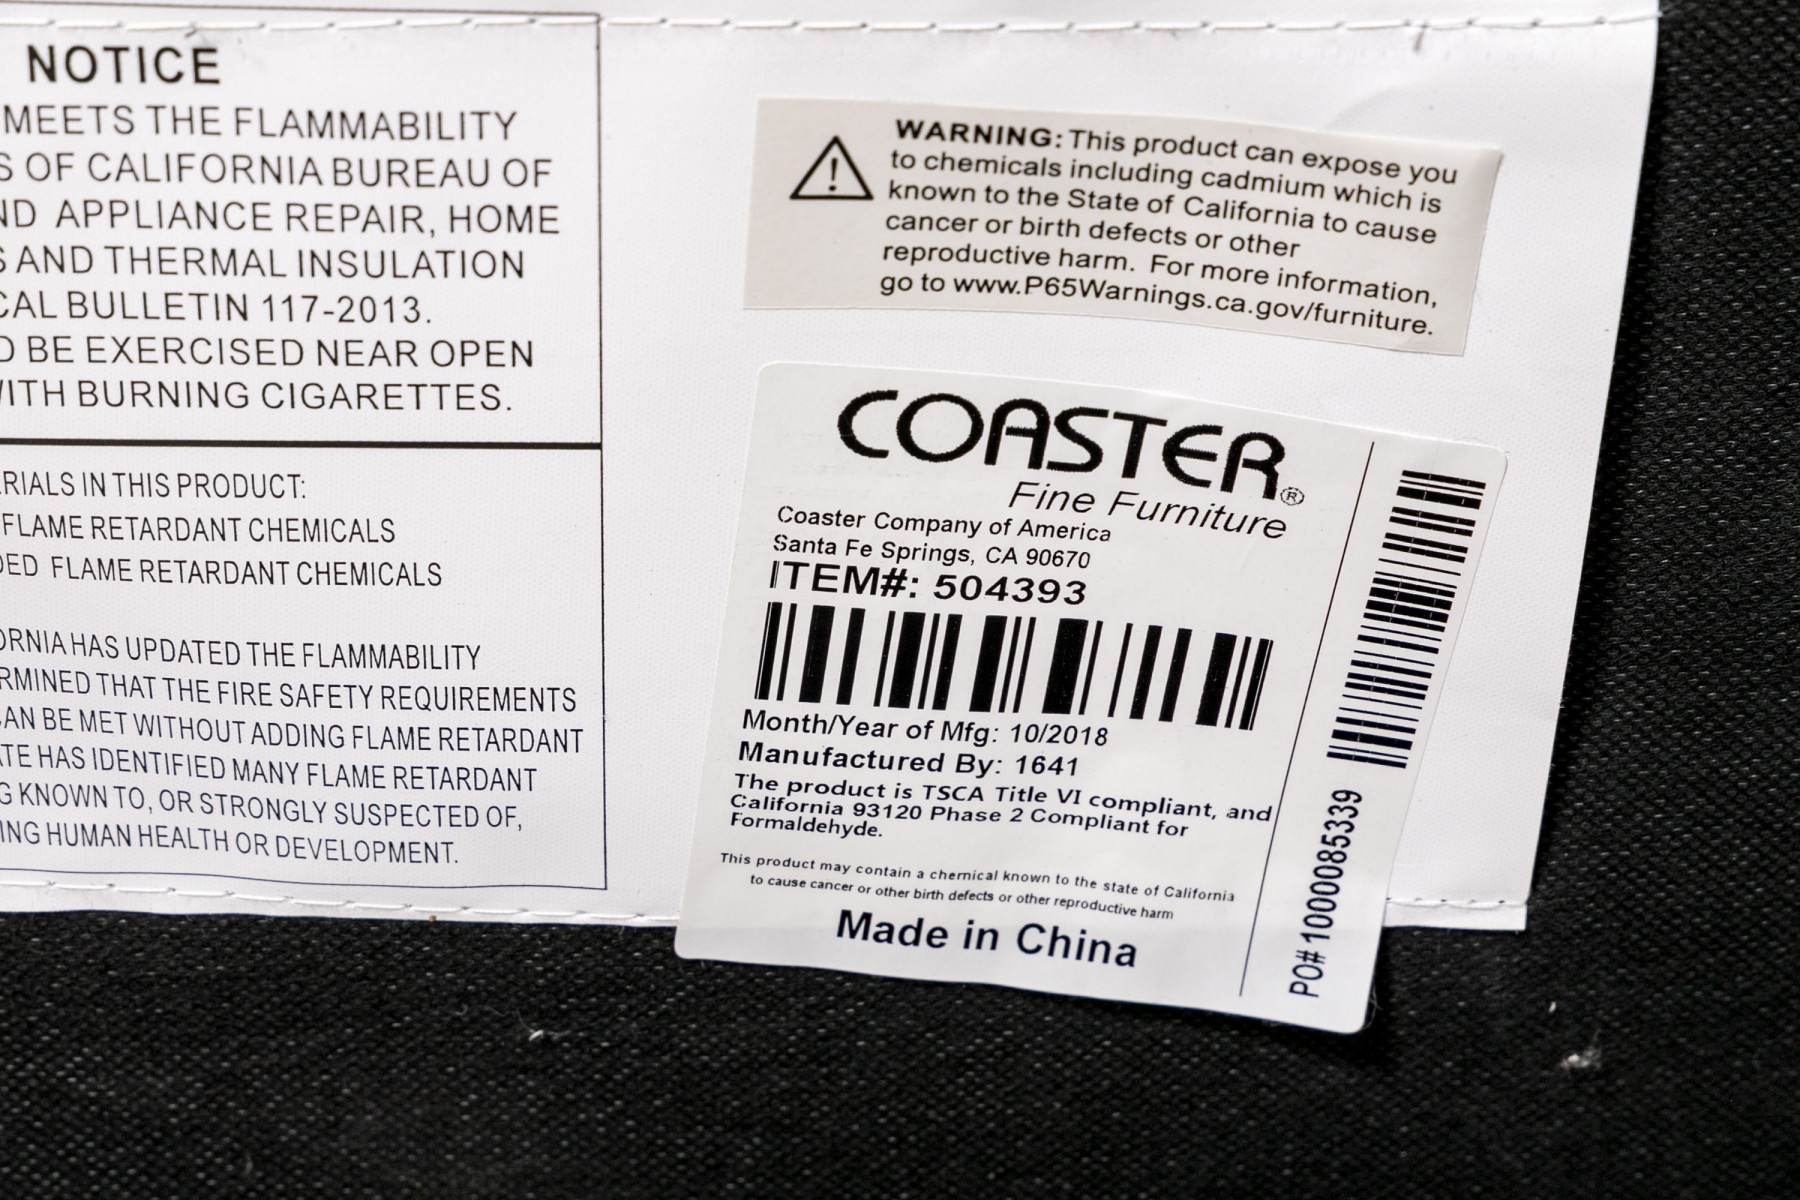 NOTICE
MEETS THE FLAMMABILITY
S OF CALIFORNIA BUREAU OF
ND APPLIANCE REPAIR, HOME
S AND THERMAL INSULATION
CAL BULLETIN 117-2013.
D BE EXERCISED NEAR OPEN
WITH BURNING CIGARETTES.
ERIALS IN THIS PRODUCT:
FLAME RETARDANT CHEMICALS
DED FLAME RETARDANT CHEMICALS
ORNIA HAS UPDATED THE FLAMMABILITY
RMINED THAT THE FIRE SAFETY REQUIREMENTS
CAN BE MET WITHOUT ADDING FLAME RETARDANT
ATE HAS IDENTIFIED MANY FLAME RETARDANT
G KNOWN TO, OR STRONGLY SUSPECTED OF,
ING HUMAN HEALTH OR DEVELOPMENT.
WARNING: This product can expose you
to chemicals including cadmium which is
known to the State of California to cause
cancer or birth defects or other
reproductive harm. For more information,
go to www.P65Warnings.ca.gov/furniture.
COASTER®
Fine Furniture
Coaster Company of America
Santa Fe Springs, CA 90670
ITEM#: 504393
Month/Year of Mfg: 10/2018
Manufactured By: 1641
The product is TSCA Title VI compliant, and
California 93120 Phase 2 Compliant for
Formaldehyde.
This product may contain a chemical known to the state of California
to cause cancer or other birth defects or other reproductive harm
Made in China
PO# 1000085339